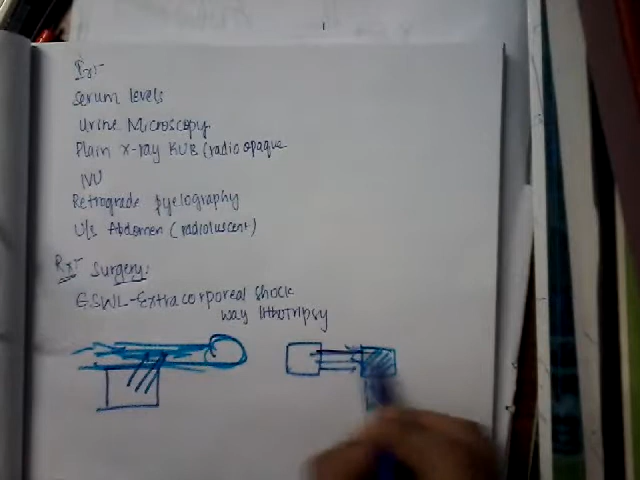 Ix:-
Serum levels
Urine Microscopy
Plain x-ray KUB (radio opaque
IVU
Retrograde pyelography
U/s Abdomen (radioluscent)
Rx:- Surgery:
ESWL-Extracorporeal shock
way lithotripsy